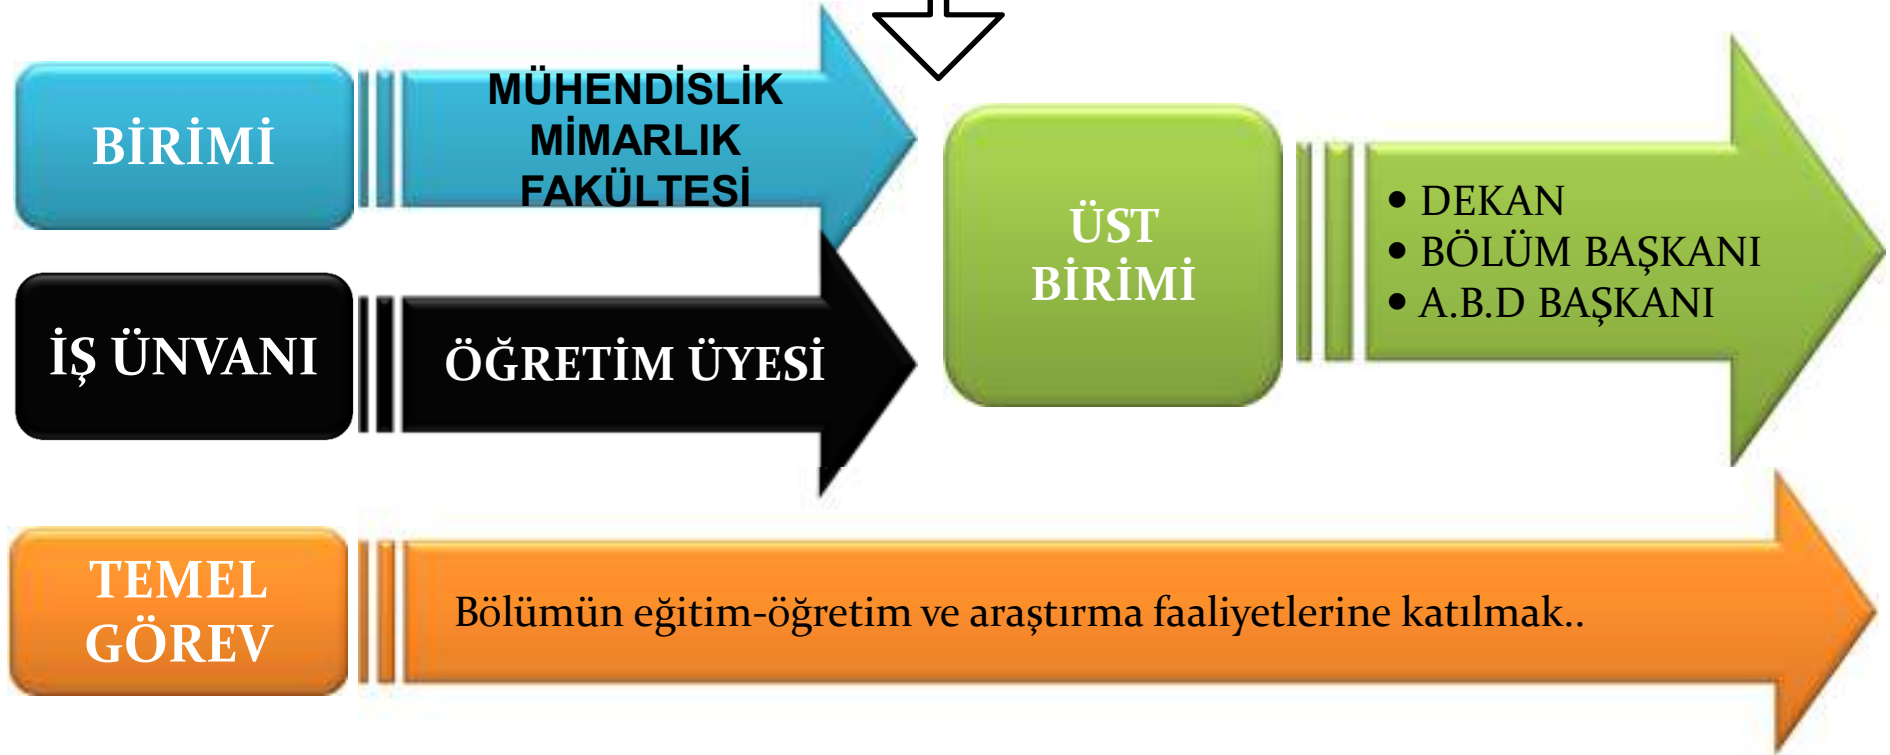 BİRİMİ
MÜHENDİSLİK
MİMARLIK
FAKÜLTESİ
İŞ ÜNVANI
ÖĞRETİM ÜYESİ
ÜST
BİRİMİ
• DEKAN
• BÖLÜM BAŞKANI
• A.B.D BAŞKANI
TEMEL
GÖREV
Bölümün eğitim-öğretim ve araştırma faaliyetlerine katılmak..